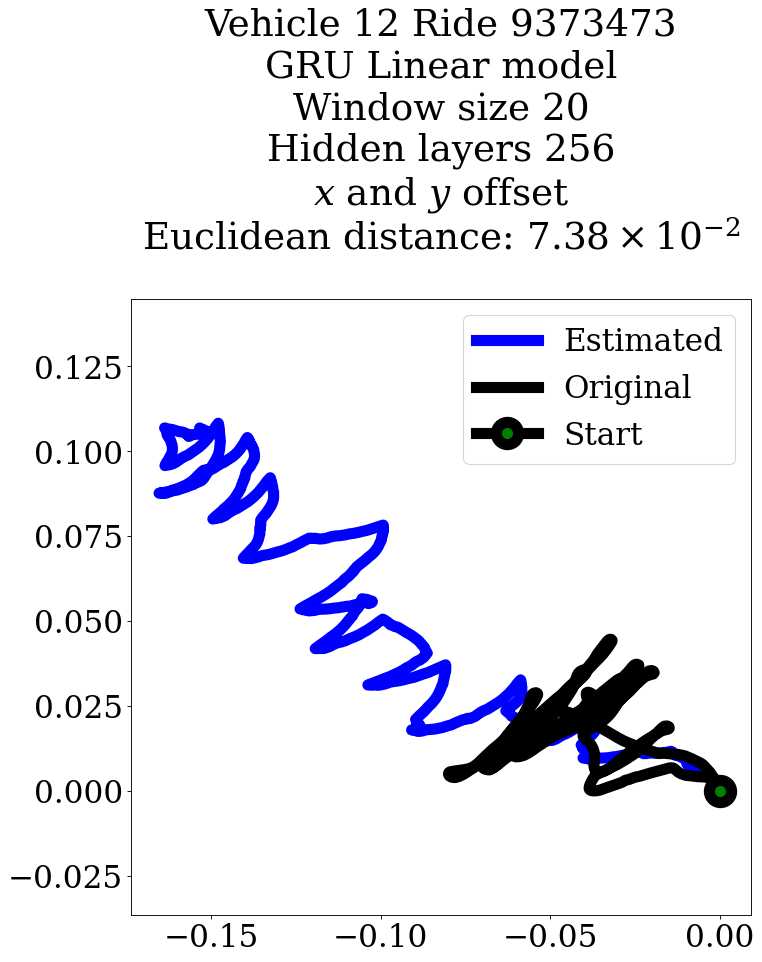 Vehicle 12 Ride 9373473
GRU Linear model
Window size 20
Hidden layers 256
x and y offset
Euclidean distance: 7.38 × 10⁻²
Estimated
Original
Start
0.125
0.100
0.075
0.050
0.025
0.000
−0.025
−0.15 −0.10 −0.05 0.00